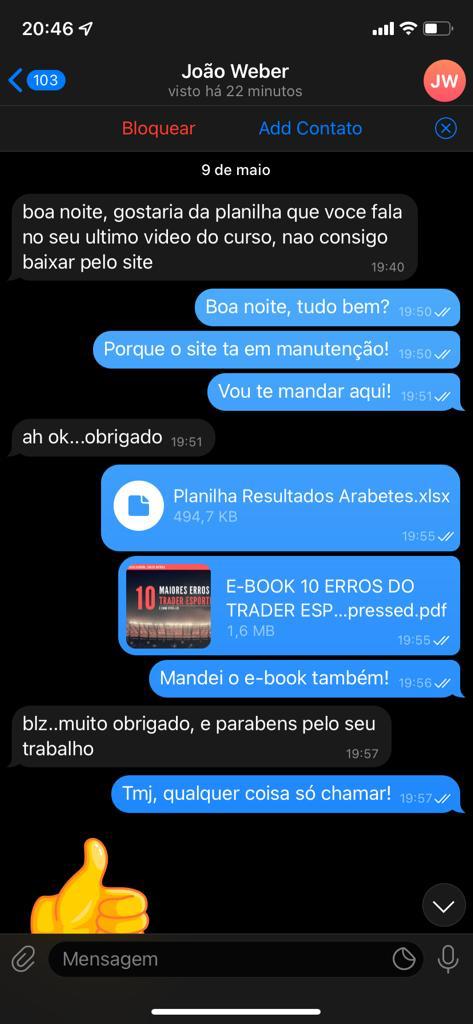 20:46
103
João Weber
visto há 22 minutos
JW
Bloquear
Add Contato
9 de maio
boa noite, gostaria da planilha que voce fala
no seu ultimo video do curso, nao consigo
baixar pelo site
19:40
Boa noite, tudo bem? 19:50
Porque o site ta em manutenção! 19:50
Vou te mandar aqui! 19:51
ah ok...obrigado 19:51
Planilha Resultados Arabetes.xlsx
494,7 KB
19:55
10 MAIORES ERROS
TRADER ESPORTI
E-BOOK 10 ERROS DO
TRADER ESP...pressed.pdf
1,6 MB
19:55
Mandei o e-book também! 19:56
blz..muito obrigado, e parabens pelo seu
trabalho
19:57
Tmj, qualquer coisa só chamar! 19:57
Mensagem